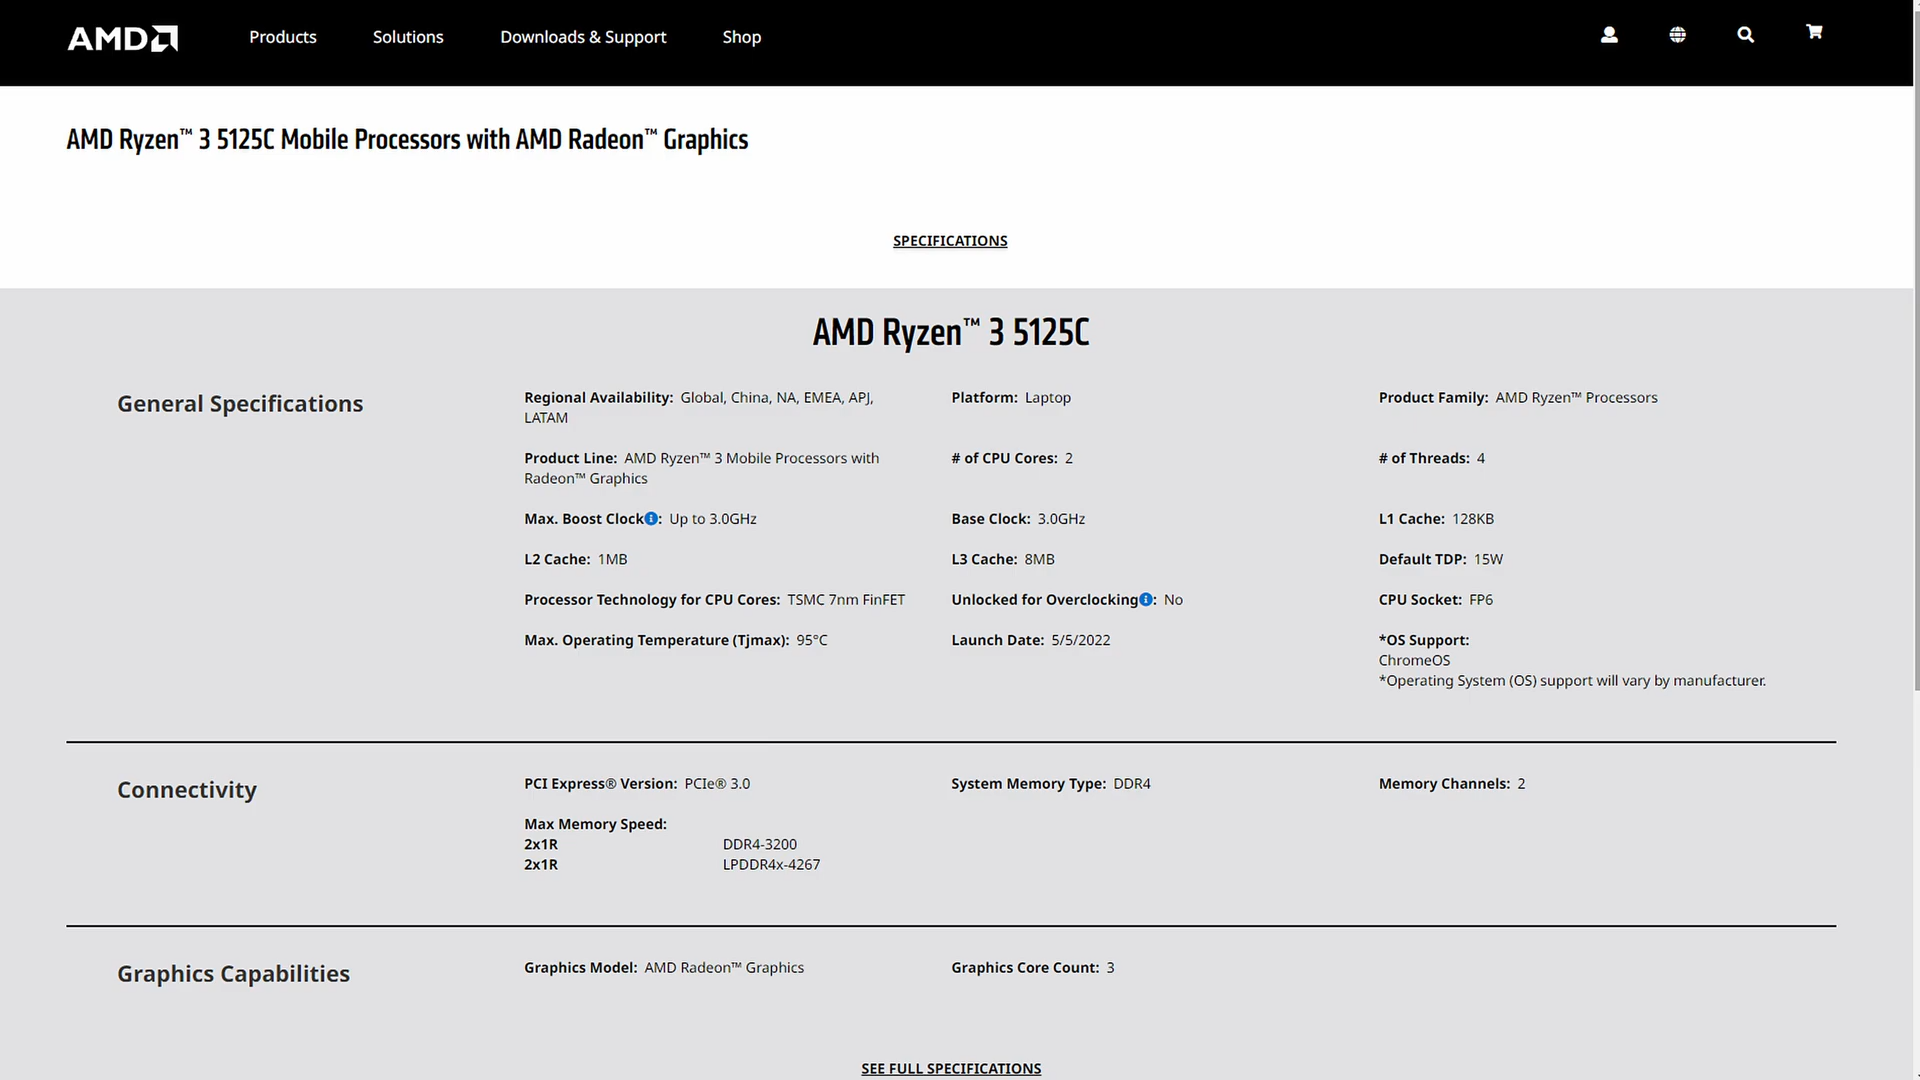 AMD Products Solutions Downloads & Support Shop
AMD Ryzen™ 3 5125C Mobile Processors with AMD Radeon™ Graphics
SPECIFICATIONS
AMD Ryzen™ 3 5125C
General Specifications
Regional Availability: Global, China, NA, EMEA, APJ,
LATAM
Platform: Laptop
Product Family: AMD Ryzen™ Processors
Product Line: AMD Ryzen™ 3 Mobile Processors with
Radeon™ Graphics
# of CPU Cores: 2
# of Threads: 4
Max. Boost Clock: Up to 3.0GHz
Base Clock: 3.0GHz
L1 Cache: 128KB
L2 Cache: 1MB
L3 Cache: 8MB
Default TDP: 15W
Processor Technology for CPU Cores: TSMC 7nm FinFET
Unlocked for Overclocking: No
CPU Socket: FP6
Max. Operating Temperature (Tjmax): 95°C
Launch Date: 5/5/2022
*OS Support:
ChromeOS
*Operating System (OS) support will vary by manufacturer.
Connectivity
PCI Express® Version: PCIe® 3.0
System Memory Type: DDR4
Memory Channels: 2
Max Memory Speed:
2x1R DDR4-3200
2x1R LPDDR4x-4267
Graphics Capabilities
Graphics Model: AMD Radeon™ Graphics
Graphics Core Count: 3
SEE FULL SPECIFICATIONS